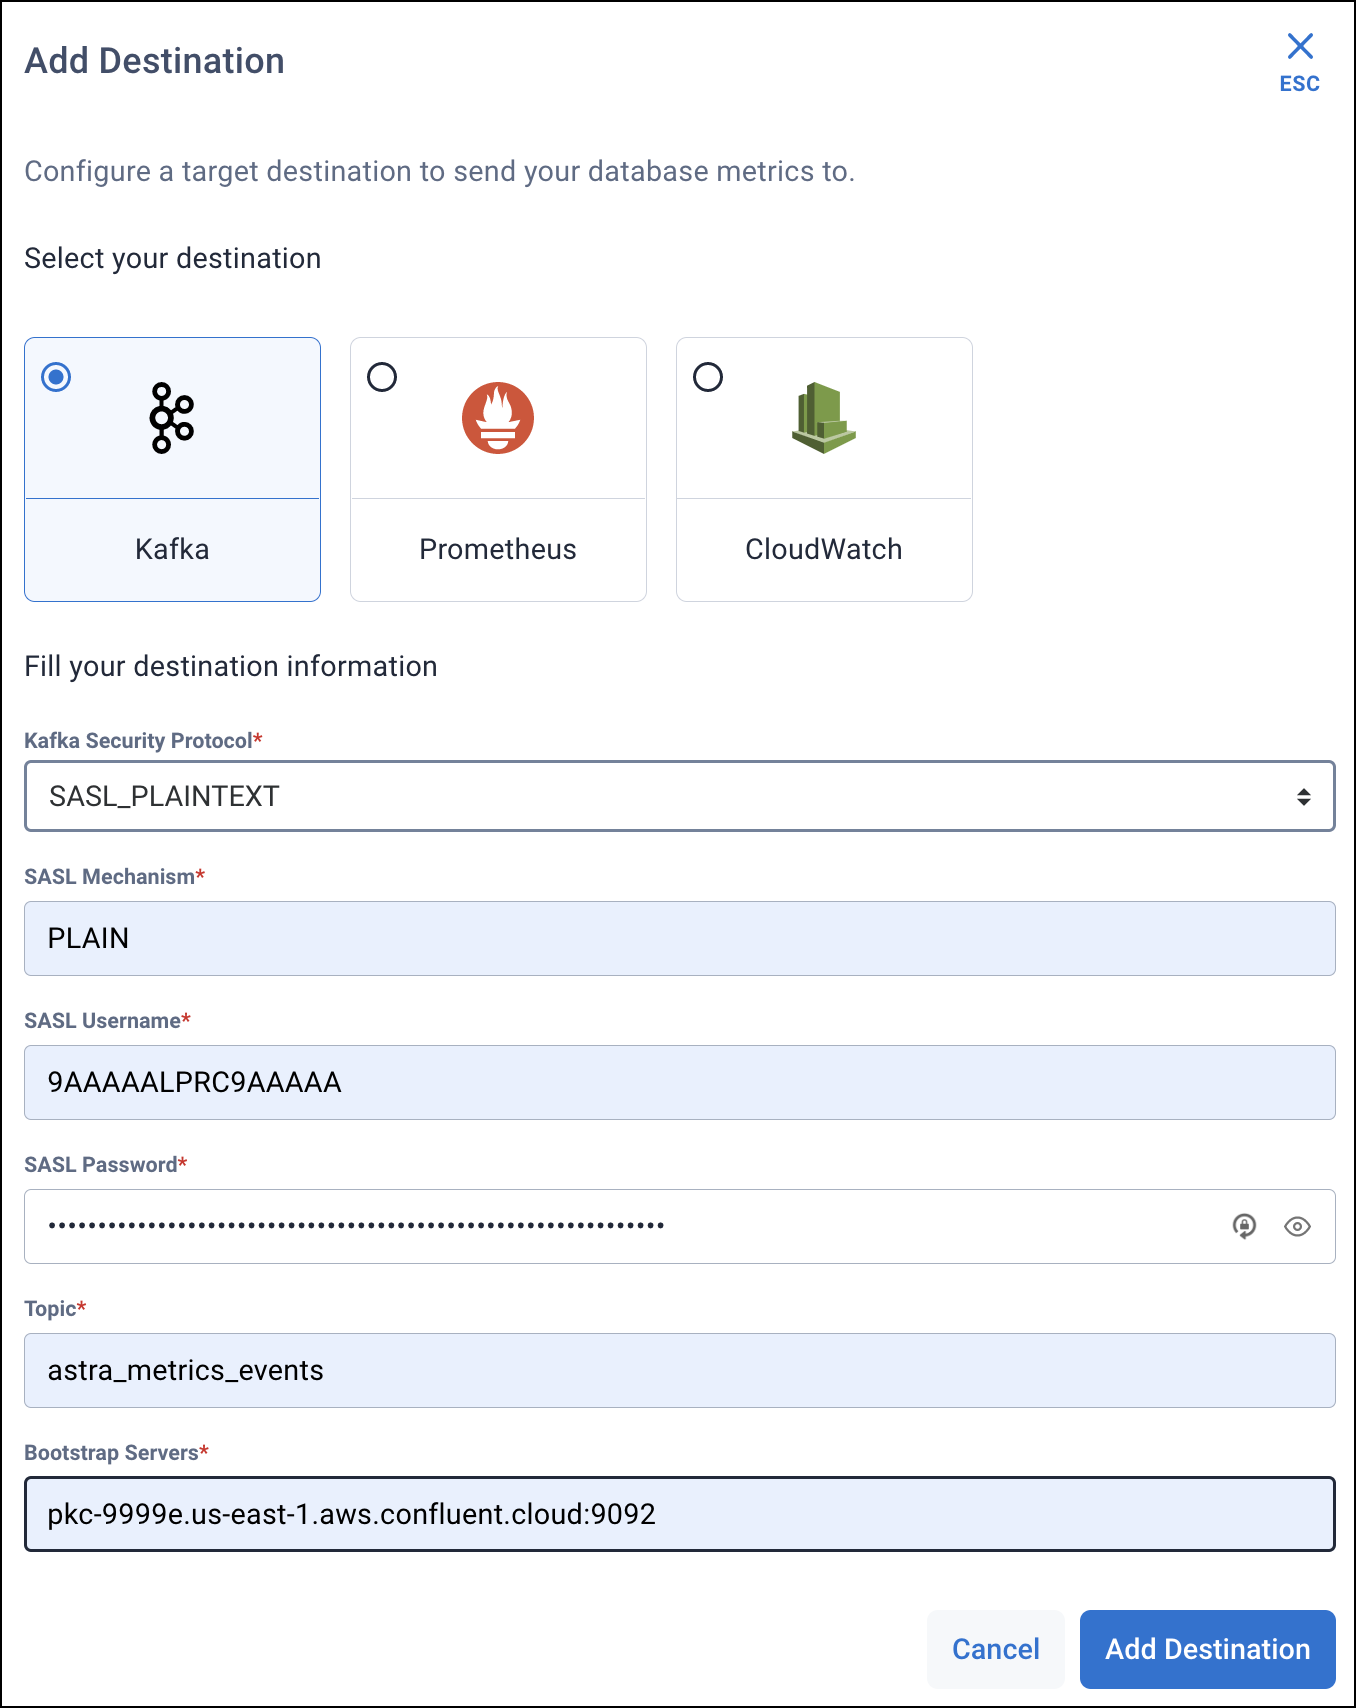 Add Destination
ESC
Configure a target destination to send your database metrics to.
Select your destination
Kafka
Prometheus
CloudWatch
Fill your destination information
Kafka Security Protocol*
SASL_PLAINTEXT
SASL Mechanism*
PLAIN
SASL Username*
9AAAAALPRC9AAAAA
SASL Password*
Topic*
astra_metrics_events
Bootstrap Servers*
pkc-9999e.us-east-1.aws.confluent.cloud:9092
Cancel
Add Destination